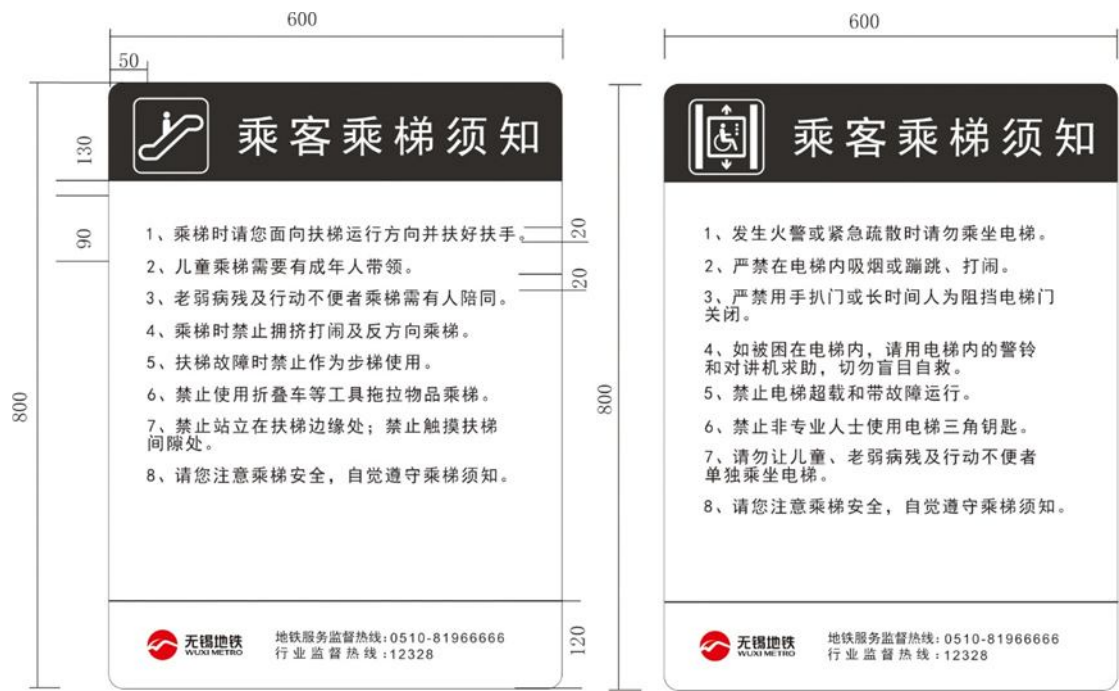 600
50
800
130
90
乘客乘梯须知
1、乘梯时请您面向扶梯运行方向并扶好扶手。
2、儿童乘梯需要有成年人带领。
3、老弱病残及行动不便者乘梯需有人陪同。
4、乘梯时禁止拥挤打闹及反方向乘梯。
5、扶梯故障时禁止作为步梯使用。
6、禁止使用折叠车等工具拖拉物品乘梯。
7、禁止站立在扶梯边缘处；禁止触摸扶梯
间隙处。
8、请您注意乘梯安全，自觉遵守乘梯须知。
20
20
120
无锡地铁
WUXI METRO
地铁服务监督热线:0510-81966666
行业监督热线:12328
600
800
乘客乘梯须知
1、发生火警或紧急疏散时请勿乘坐电梯。
2、严禁在电梯内吸烟或蹦跳、打闹。
3、严禁用手扒门或长时间人为阻挡电梯门
关闭。
4、如被困在电梯内，请用电梯内的警铃
和对讲机求助，切勿盲目自救。
5、禁止电梯超载和带故障运行。
6、禁止非专业人士使用电梯三角钥匙。
7、请勿让儿童、老弱病残及行动不便者
单独乘坐电梯。
8、请您注意乘梯安全，自觉遵守乘梯须知。
无锡地铁
WUXI METRO
地铁服务监督热线:0510-81966666
行业监督热线:12328